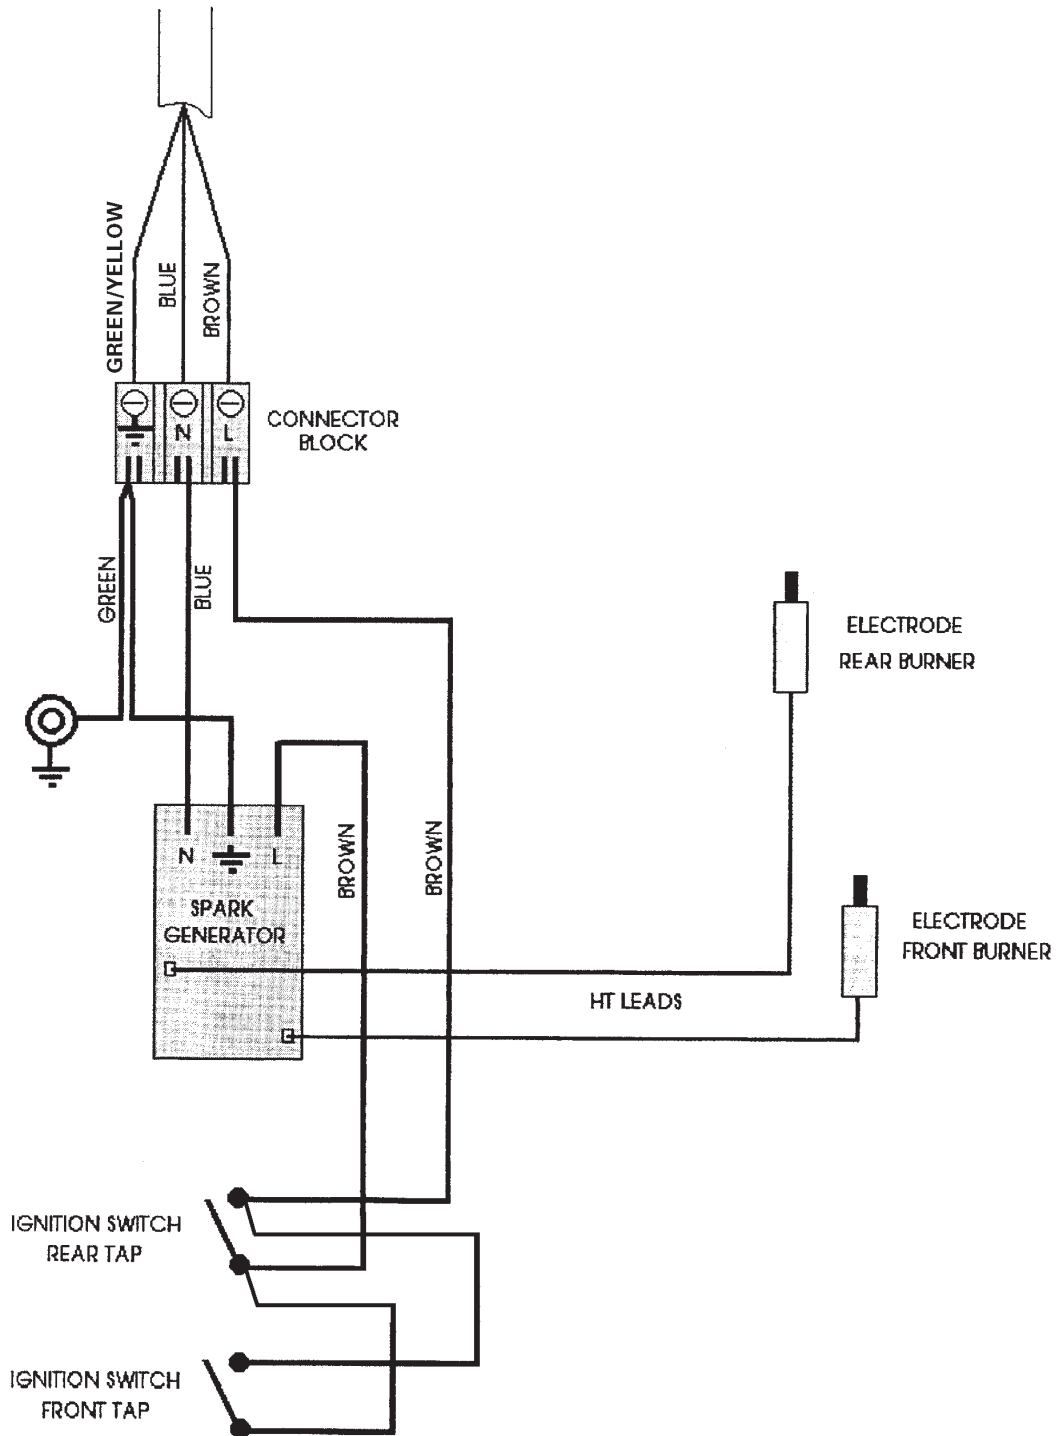 GREEN/YELLOW
BLUE
BROWN
N
L
CONNECTOR
BLOCK
GREEN
BLUE
ELECTRODE
REAR BURNER
BROWN
BROWN
N
L
SPARK
GENERATOR
ELECTRODE
FRONT BURNER
HT LEADS
IGNITION SWITCH
REAR TAP
IGNITION SWITCH
FRONT TAP